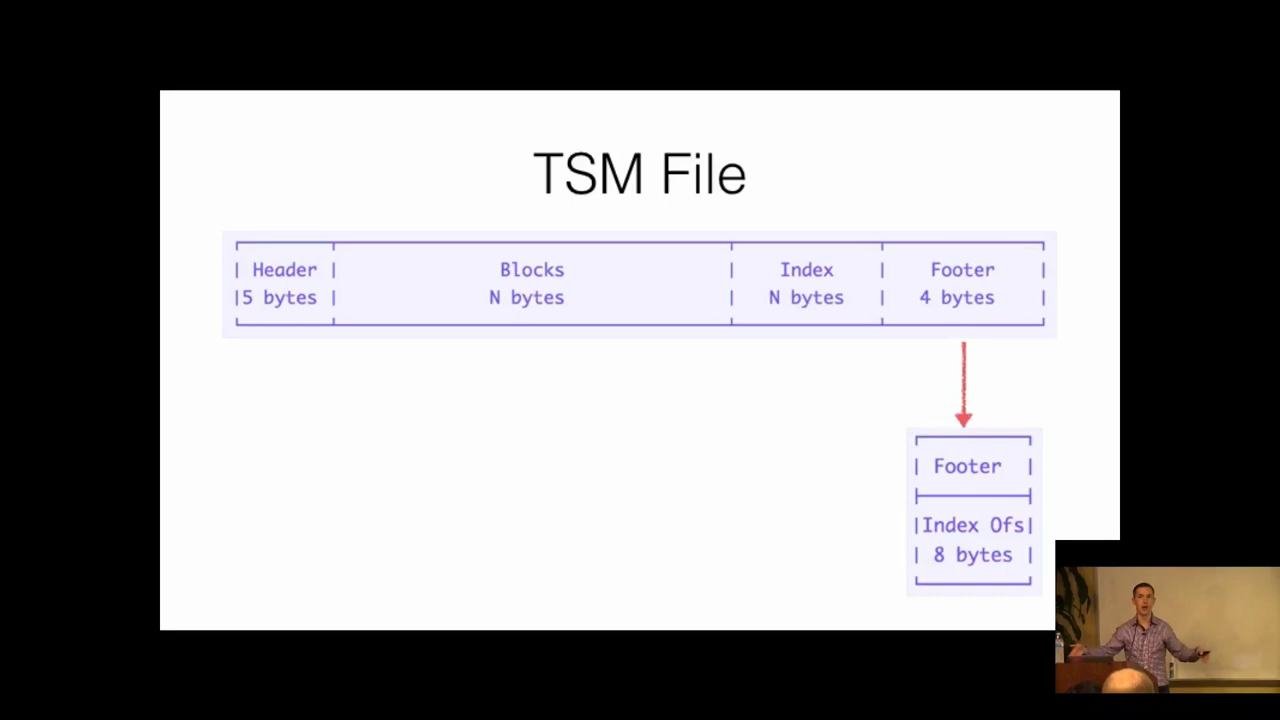 TSM File
Header Blocks Index Footer
5 bytes N bytes N bytes 4 bytes
Footer
Index Ofs
8 bytes